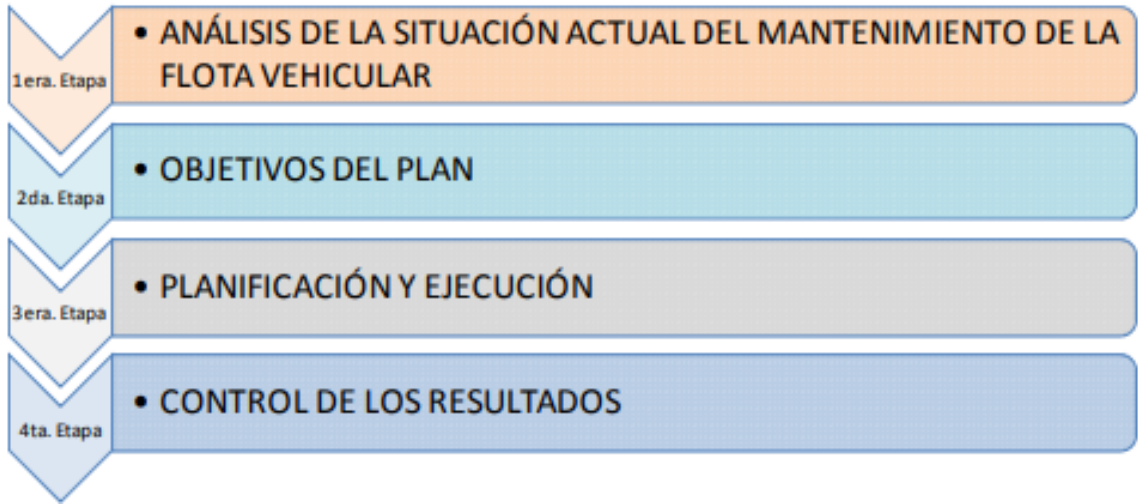 1era. Etapa
• ANÁLISIS DE LA SITUACIÓN ACTUAL DEL MANTENIMIENTO DE LA
FLOTA VEHICULAR
2da. Etapa
• OBJETIVOS DEL PLAN
3era. Etapa
• PLANIFICACIÓN Y EJECUCIÓN
4ta. Etapa
• CONTROL DE LOS RESULTADOS